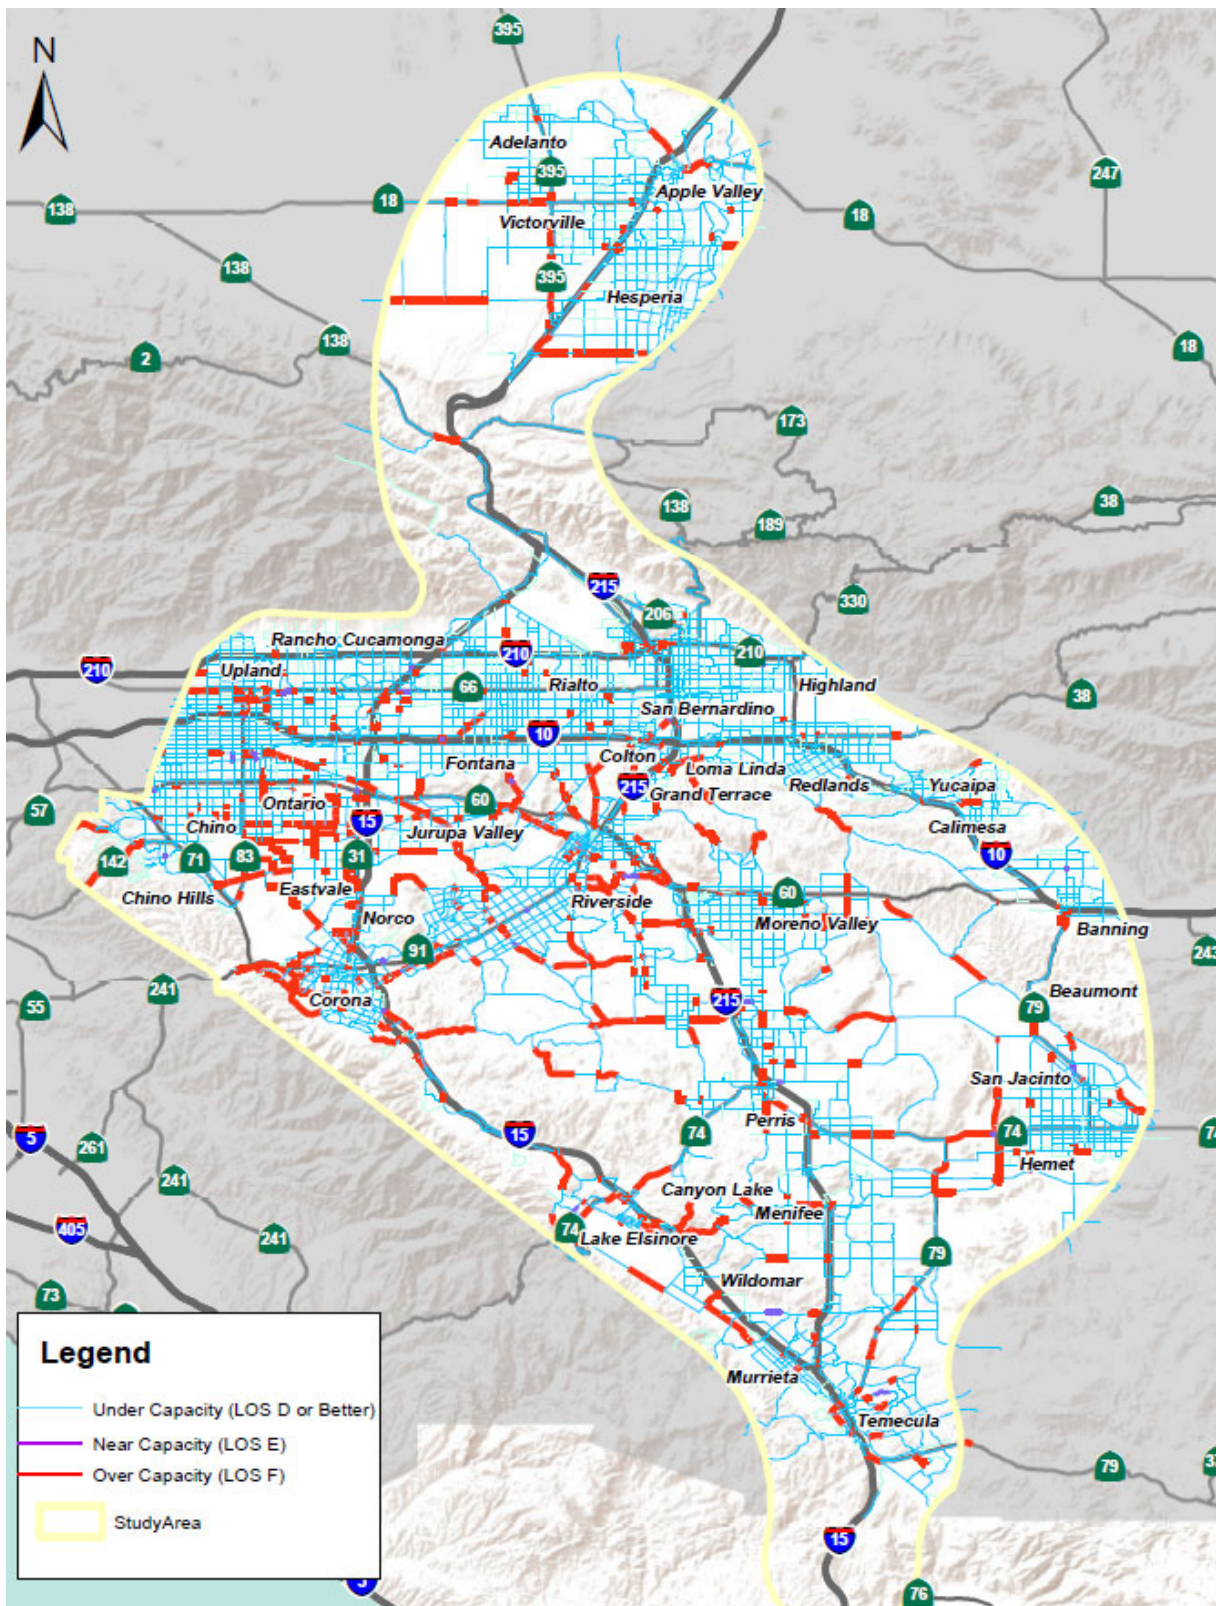 395
N
Adelanto
395
247
138
18
Apple Valley
18
Victorville
138
395
Hesperia
138
2
18
173
138
38
189
215
330
206
Rancho Cucamonga
210
210
210
Upland
66
Rialto
Highland
38
San Bernardino
10
Colton
Fontana
Loma Linda
215
Redlands
Yucaipa
57
Ontario
60
Grand Terrace
Chino
15
Jurupa Valley
Calimesa
142
71
83
31
10
Chino Hills
Eastvale
Riverside
60
Norco
Moreno Valley
Banning
91
243
241
Corona
215
Beaumont
55
79
San Jacinto
Perris
5
261
15
74
74
74
Hemet
241
Canyon Lake
Menifee
405
241
74
Lake Elsinore
79
73
Wildomar
Legend
Murrieta
Under Capacity (LOS D or Better)
Temecula
Near Capacity (LOS E)
79
Over Capacity (LOS F)
StudyArea
15
5
76